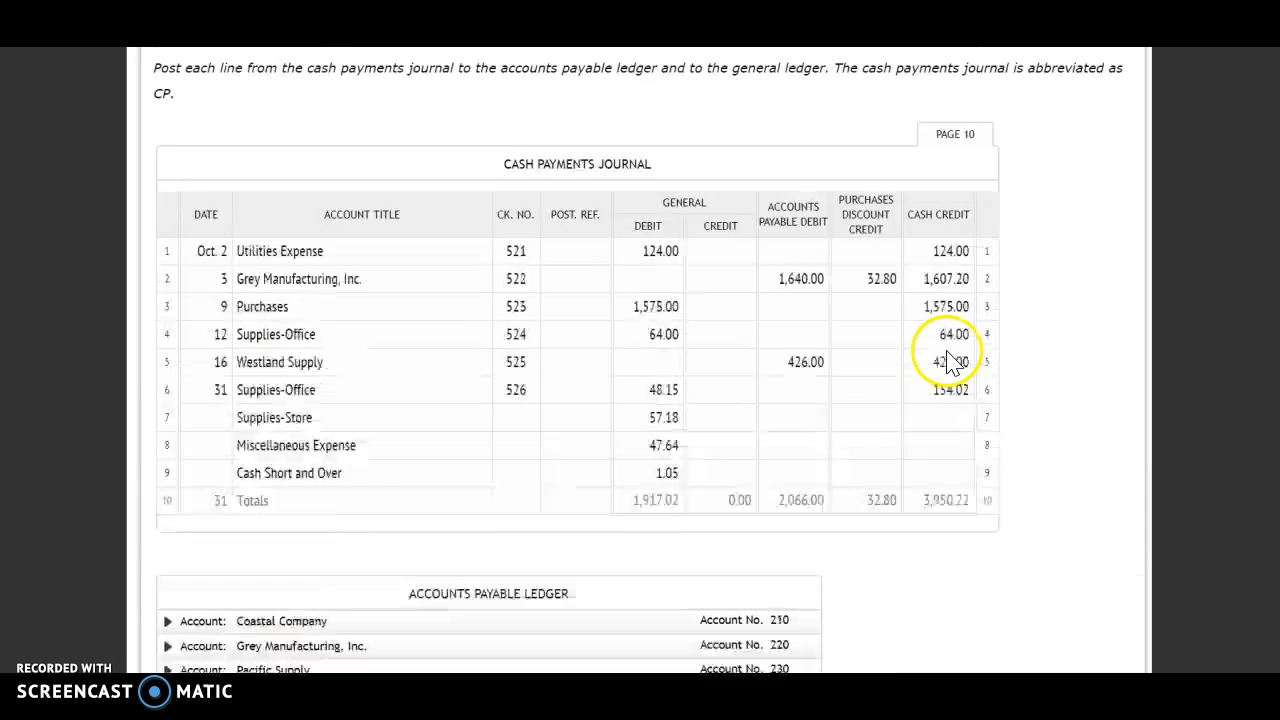 Post each line from the cash payments journal to the accounts payable ledger and to the general ledger. The cash payments journal is abbreviated as
CP.
PAGE 10
CASH PAYMENTS JOURNAL
DATE ACCOUNT TITLE CK. NO. POST. REF. GENERAL DEBIT CREDIT ACCOUNTS PAYABLE DEBIT PURCHASES DISCOUNT CREDIT CASH CREDIT
1 Oct. 2 Utilities Expense 521 124.00 124.00 1
2 3 Grey Manufacturing, Inc. 522 1,640.00 32.80 1,607.20 2
3 9 Purchases 523 1,575.00 1,575.00 3
4 12 Supplies-Office 524 64.00 64.00 4
5 16 Westland Supply 525 426.00 5
6 31 Supplies-Office 526 48.15 154.02 6
7 Supplies-Store 57.18 7
8 Miscellaneous Expense 47.64 8
9 Cash Short and Over 1.05 9
10 31 Totals 1,917.02 0.00 2,066.00 32.80 3,950.22 10
ACCOUNTS PAYABLE LEDGER
Account: Coastal Company Account No. 210
Account: Grey Manufacturing, Inc. Account No. 220
Account: Pacific Supply Account No. 230
RECORDED WITH
SCREENCAST MATIC